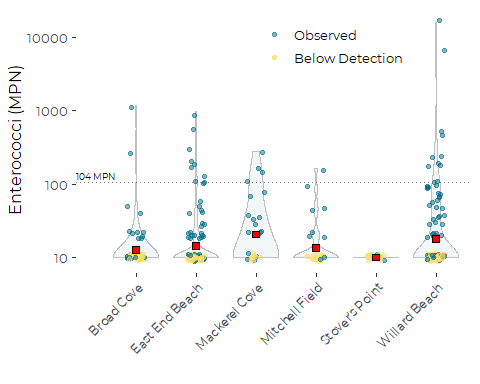 Observed
Below Detection
Enterococci (MPN)
10000
1000
100
10
104 MPN
Broad Cove
East End Beach
Mackerel Cove
Mitchell Field
Stover's Point
Willard Beach